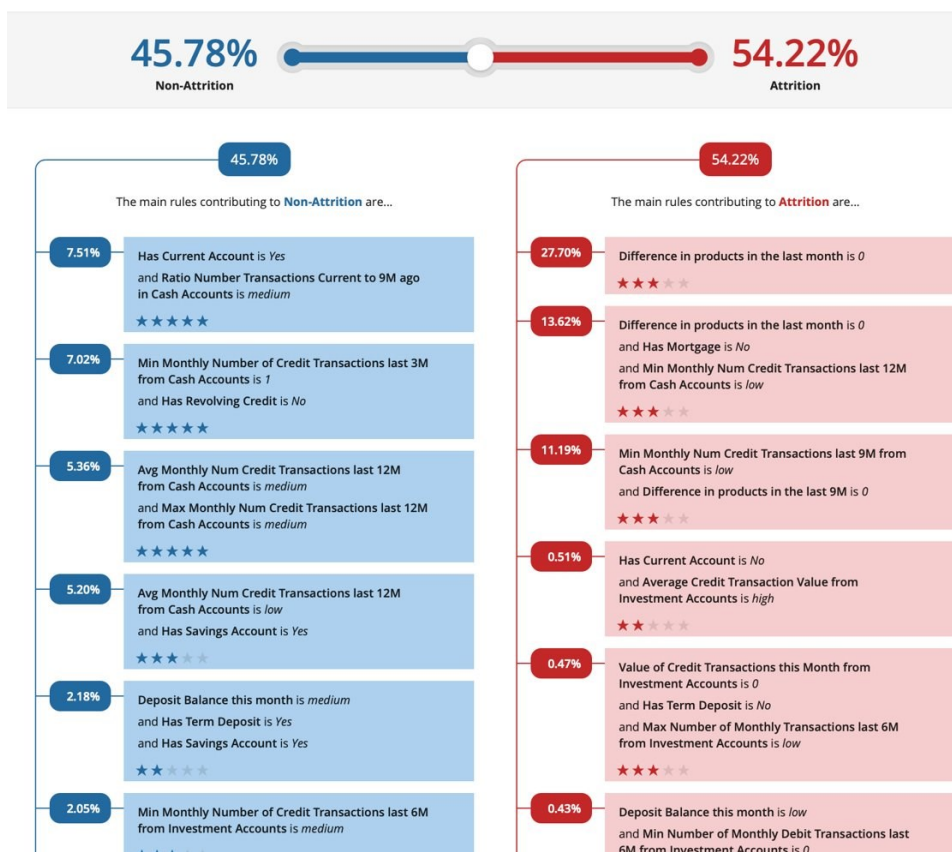 45.78%
Non-Attrition
54.22%
Attrition
45.78%
The main rules contributing to Non-Attrition are...
7.51%
Has Current Account is Yes
and Ratio Number Transactions Current to 9M ago
in Cash Accounts is medium
7.02%
Min Monthly Number of Credit Transactions last 3M
from Cash Accounts is 1
and Has Revolving Credit is No
5.36%
Avg Monthly Num Credit Transactions last 12M
from Cash Accounts is medium
and Max Monthly Num Credit Transactions last 12M
from Cash Accounts is medium
5.20%
Avg Monthly Num Credit Transactions last 12M
from Cash Accounts is low
and Has Savings Account is Yes
2.18%
Deposit Balance this month is medium
and Has Term Deposit is Yes
and Has Savings Account is Yes
2.05%
Min Monthly Number of Credit Transactions last 6M
from Investment Accounts is medium
54.22%
The main rules contributing to Attrition are...
27.70%
Difference in products in the last month is 0
13.62%
Difference in products in the last month is 0
and Has Mortgage is No
and Min Monthly Num Credit Transactions last 12M
from Cash Accounts is low
11.19%
Min Monthly Num Credit Transactions last 9M from
Cash Accounts is low
and Difference in products in the last 9M is 0
0.51%
Has Current Account is No
and Average Credit Transaction Value from
Investment Accounts is high
0.47%
Value of Credit Transactions this Month from
Investment Accounts is 0
and Has Term Deposit is No
and Max Number of Monthly Transactions last 6M
from Investment Accounts is low
0.43%
Deposit Balance this month is low
and Min Number of Monthly Debit Transactions last
6M from Investment Accounts is 0